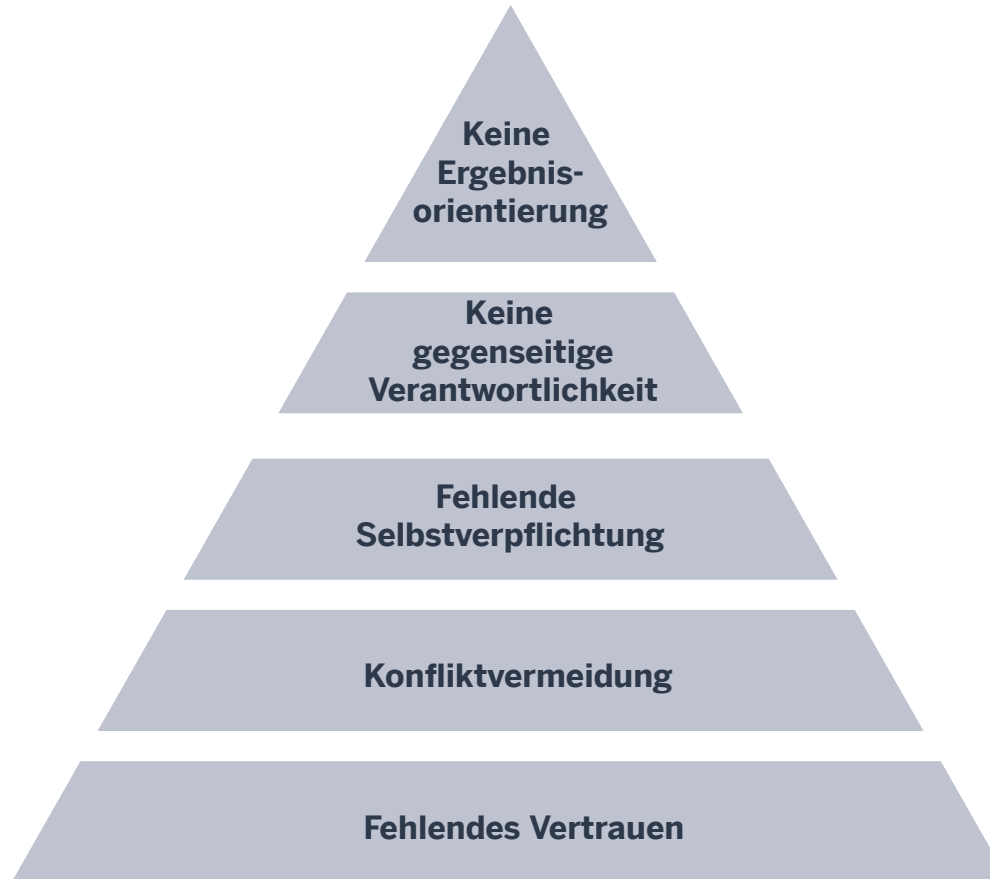 Keine
Ergebnis-
orientierung
Keine
gegenseitige
Verantwortlichkeit
Fehlende
Selbstverpflichtung
Konfliktvermeidung
Fehlendes Vertrauen